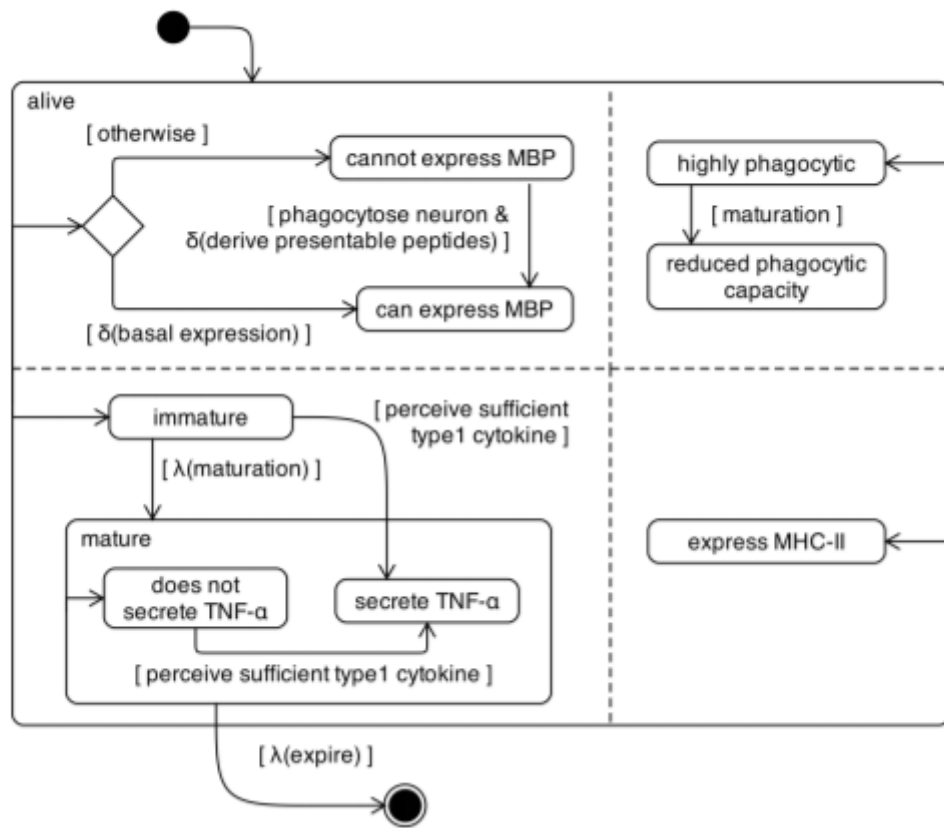 alive
[ otherwise ]
cannot express MBP
[ phagocytose neuron &
δ(derive presentable peptides) ]
can express MBP
[ δ(basal expression) ]
highly phagocytic
[ maturation ]
reduced phagocytic
capacity
immature
[ perceive sufficient
type1 cytokine ]
[ λ(maturation) ]
mature
does not
secrete TNF-α
secrete TNF-α
[ perceive sufficient type1 cytokine ]
express MHC-II
[ λ(expire) ]